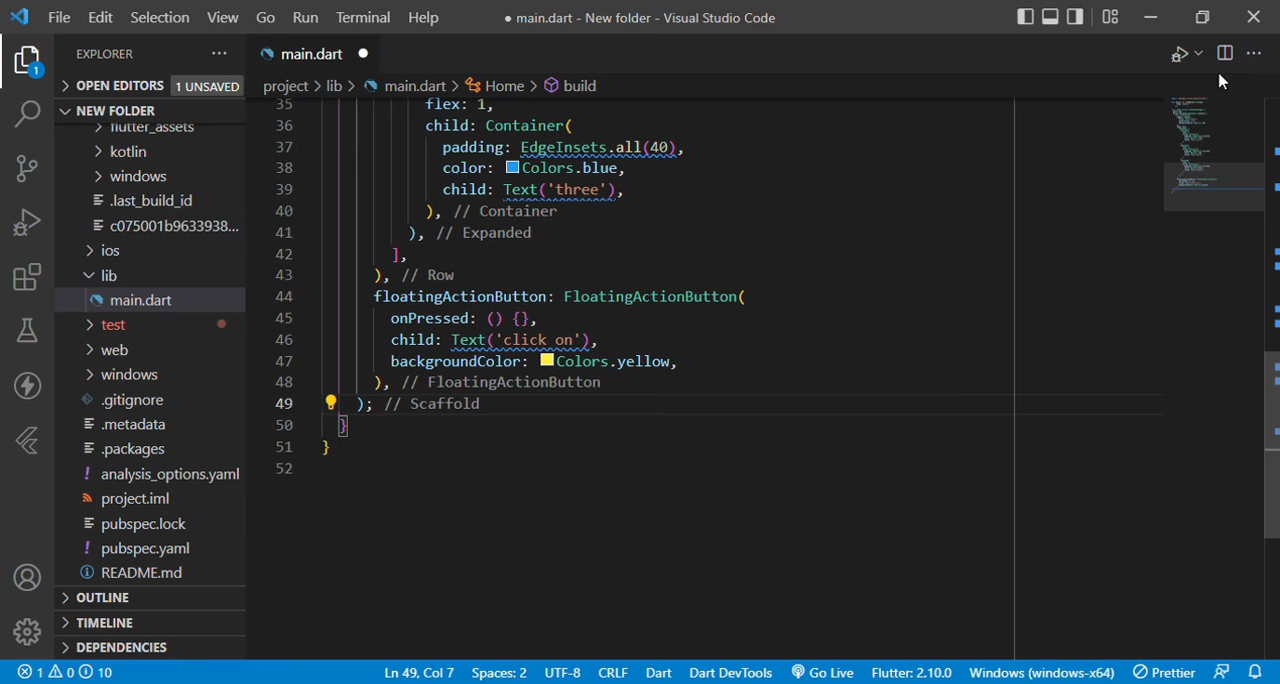 File Edit Selection View Go Run Terminal Help ● main.dart - New folder - Visual Studio Code
EXPLORER
main.dart
OPEN EDITORS 1 UNSAVED
project > lib > main.dart > Home > build
NEW FOLDER
flutter_assets
kotlin
windows
.last_build_id
c075001b9633938...
ios
lib
main.dart
test
web
windows
.gitignore
.metadata
.packages
analysis_options.yaml
project.iml
pubspec.lock
pubspec.yaml
README.md
OUTLINE
TIMELINE
DEPENDENCIES
1
35 flex: 1,
36 child: Container(
37 padding: EdgeInsets.all(40),
38 color: Colors.blue,
39 child: Text('three'),
40 ), // Container
41 ), // Expanded
42 ],
43 ), // Row
44 floatingActionButton: FloatingActionButton(
45 onPressed: () {},
46 child: Text('click on'),
47 backgroundColor: Colors.yellow,
48 ), // FloatingActionButton
49 ); // Scaffold
50 }
51 }
52
1 0 10 Ln 49, Col 7 Spaces: 2 UTF-8 CRLF Dart Dart DevTools Go Live Flutter: 2.10.0 Windows (windows-x64) Prettier